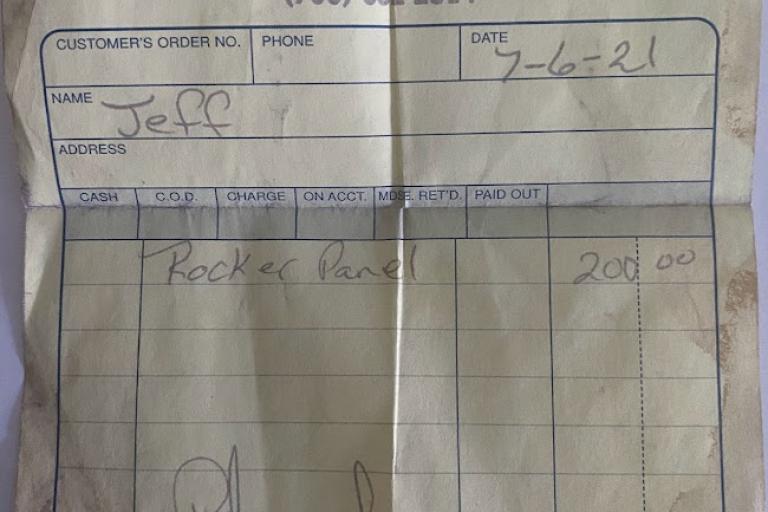 CUSTOMER'S ORDER NO. PHONE DATE 7-6-21
NAME Jeff
ADDRESS
CASH C.O.D. CHARGE ON ACCT. MDSE. RET'D. PAID OUT
Rocker Panel 200 00